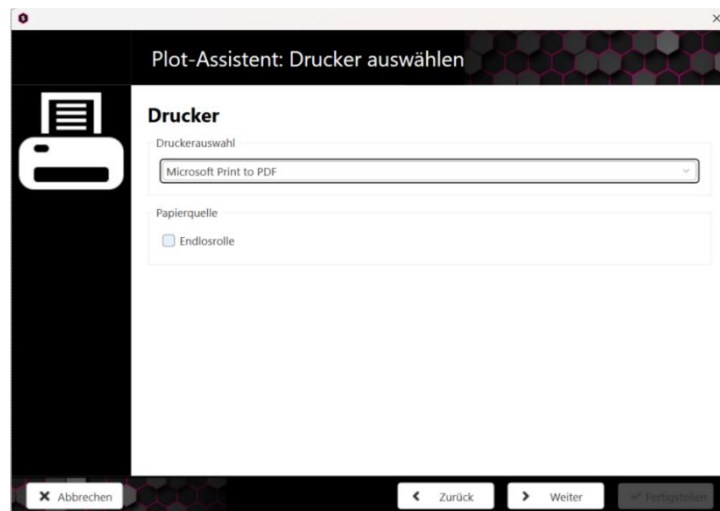 Plot-Assistent: Drucker auswählen
Drucker
Druckerauswahl
Microsoft Print to PDF
Papierquelle
Endlosrolle
Abbrechen
Zurück
Weiter
Fertigstellen